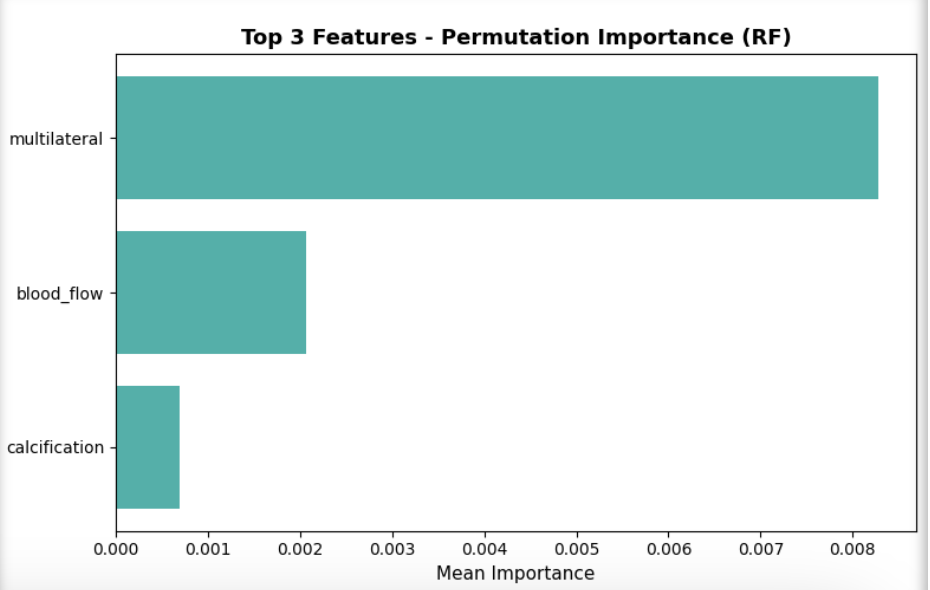 Top 3 Features - Permutation Importance (RF)
multilateral
blood_flow
calcification
0.000 0.001 0.002 0.003 0.004 0.005 0.006 0.007 0.008
Mean Importance